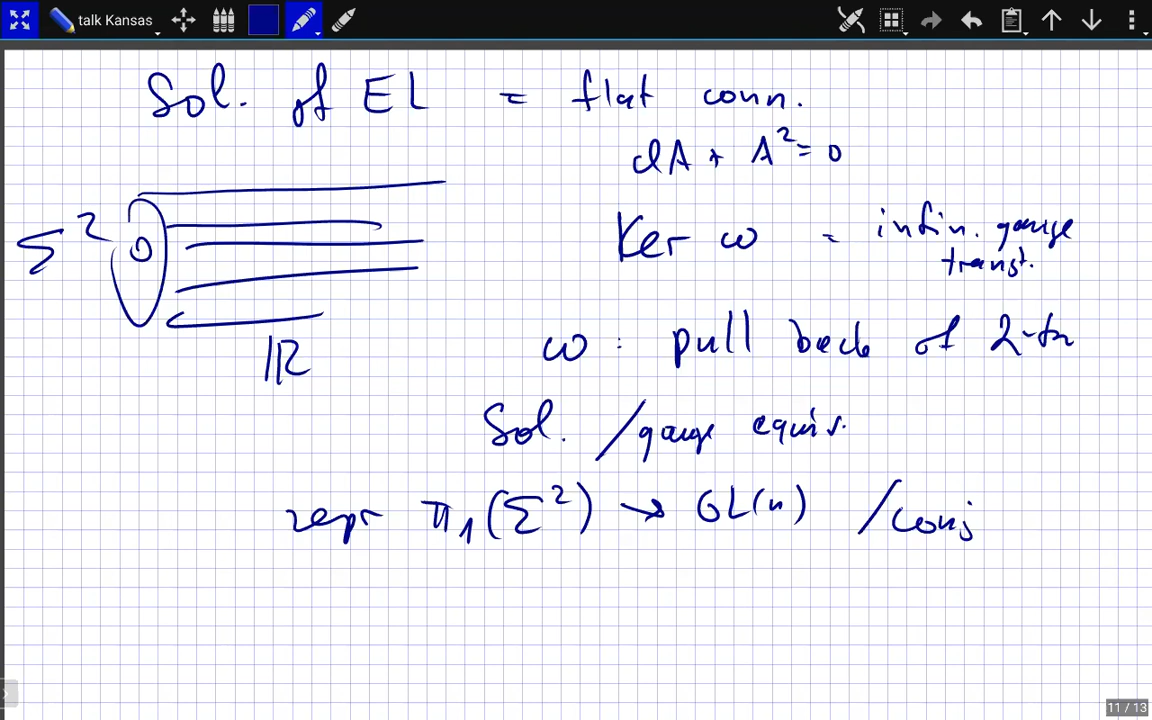 talk Kansas
Sol. of EL = flat conn.
dA + A² = 0
Σ²
Ker ω = infin. gauge
transf.
ℝ
ω : pull back of 2-fm
Sol. /gauge equiv.
repr π₁(Σ²) → GL(n) /conj
11 / 13